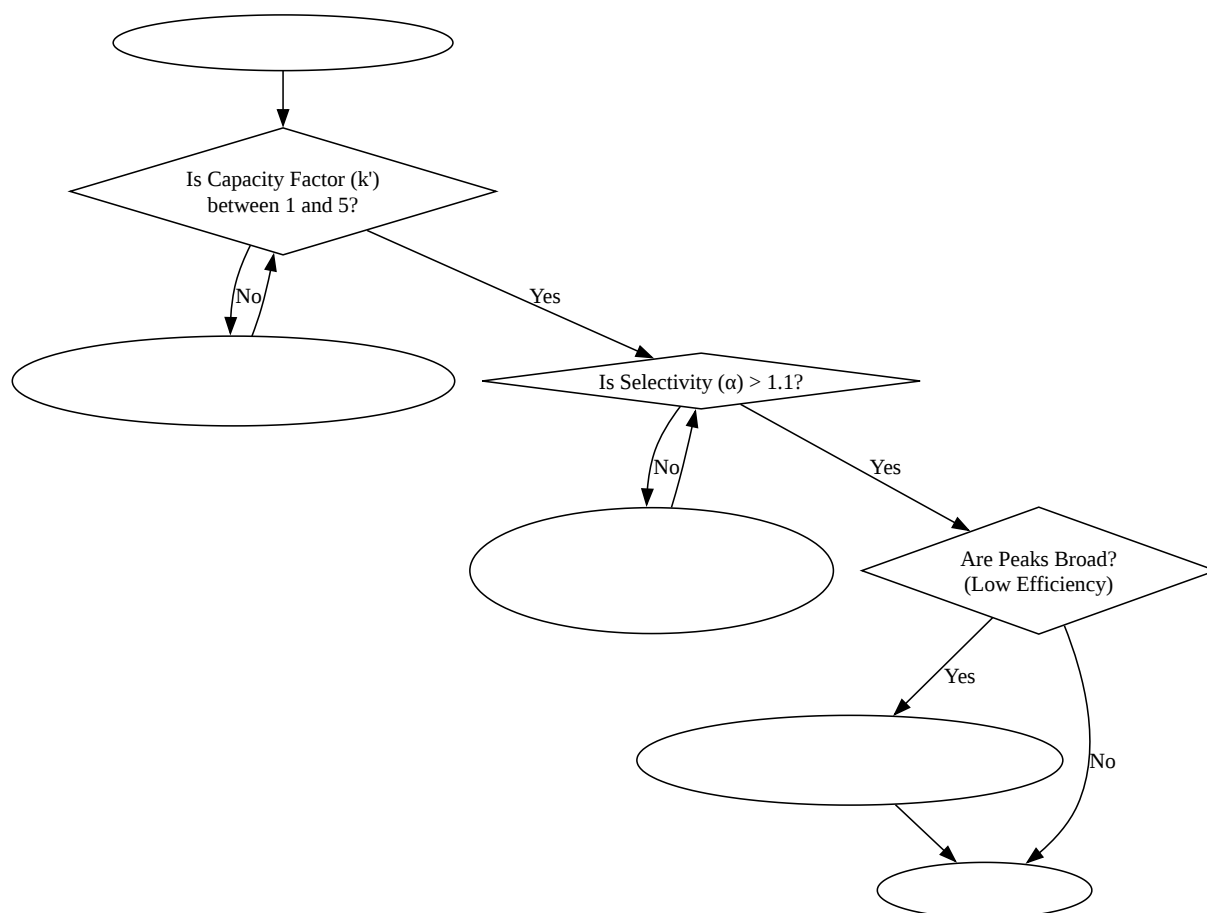 Is Capacity Factor (k')
between 1 and 5?
No
Yes
Is Selectivity (α) > 1.1?
No
Yes
Are Peaks Broad?
(Low Efficiency)
Yes
No